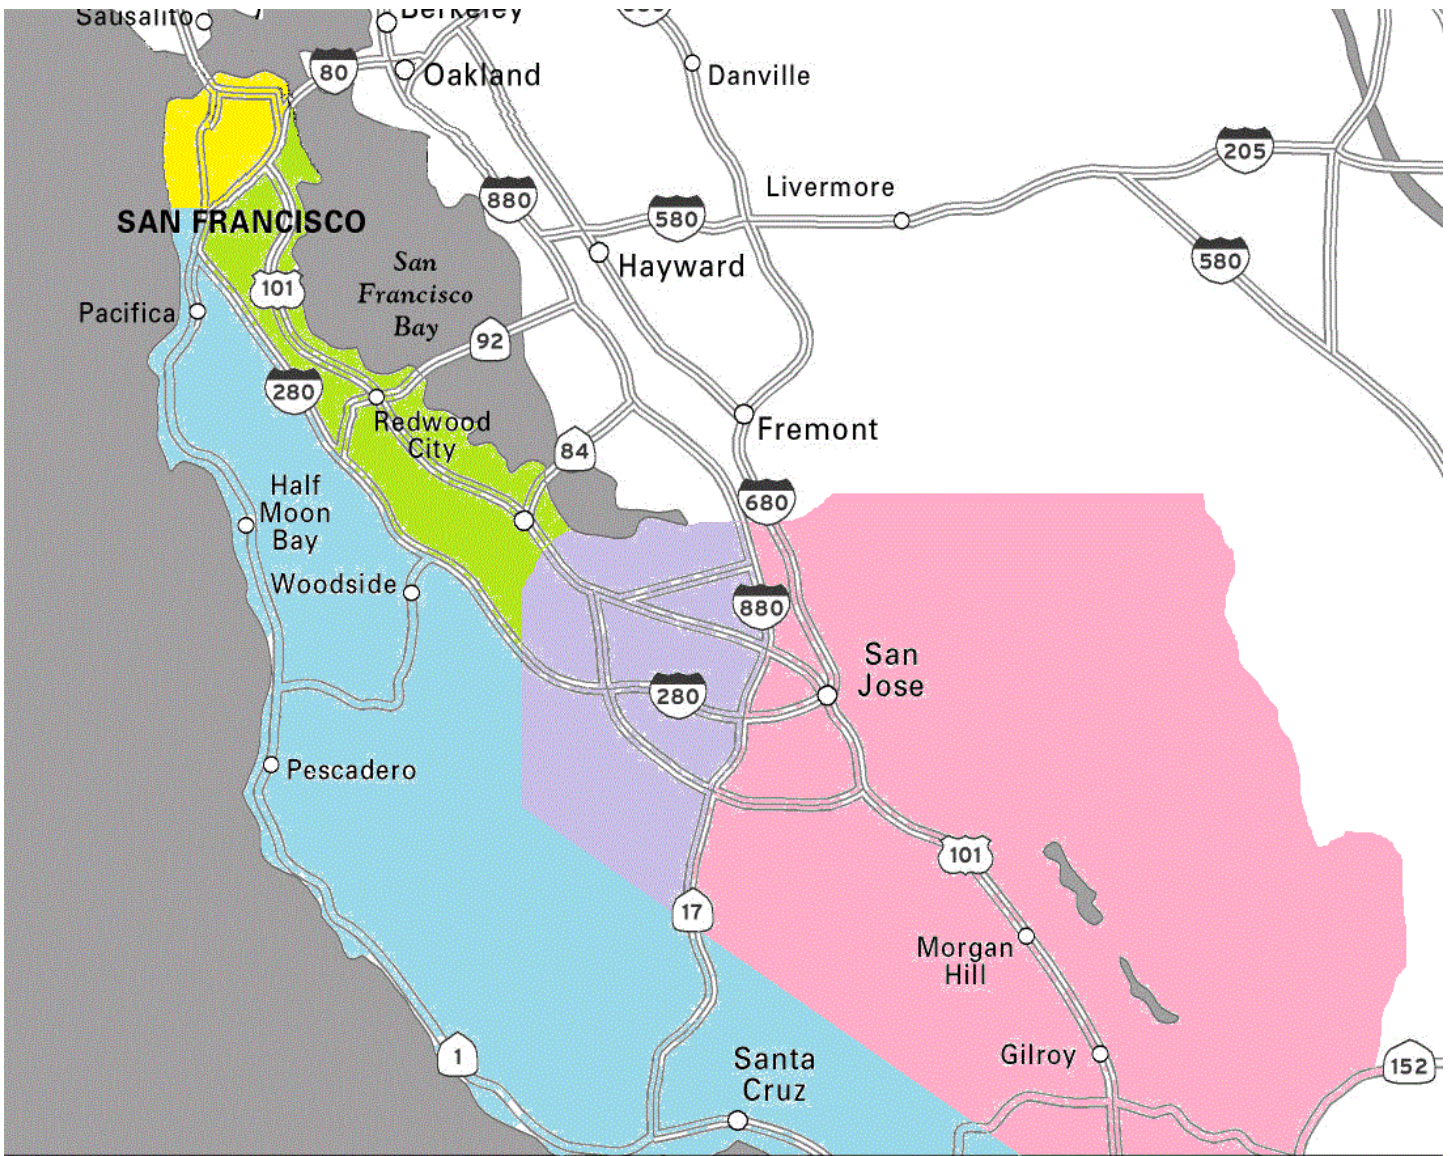 Sausalito
Berkeley
80
Oakland
Danville
205
Livermore
880
580
SAN FRANCISCO
580
Hayward
San
Francisco
Bay
101
Pacifica
92
280
Redwood
City
Fremont
84
Half
Moon
Bay
680
Woodside
880
San
Jose
280
Pescadero
101
17
Morgan
Hill
1
Santa
Cruz
Gilroy
152